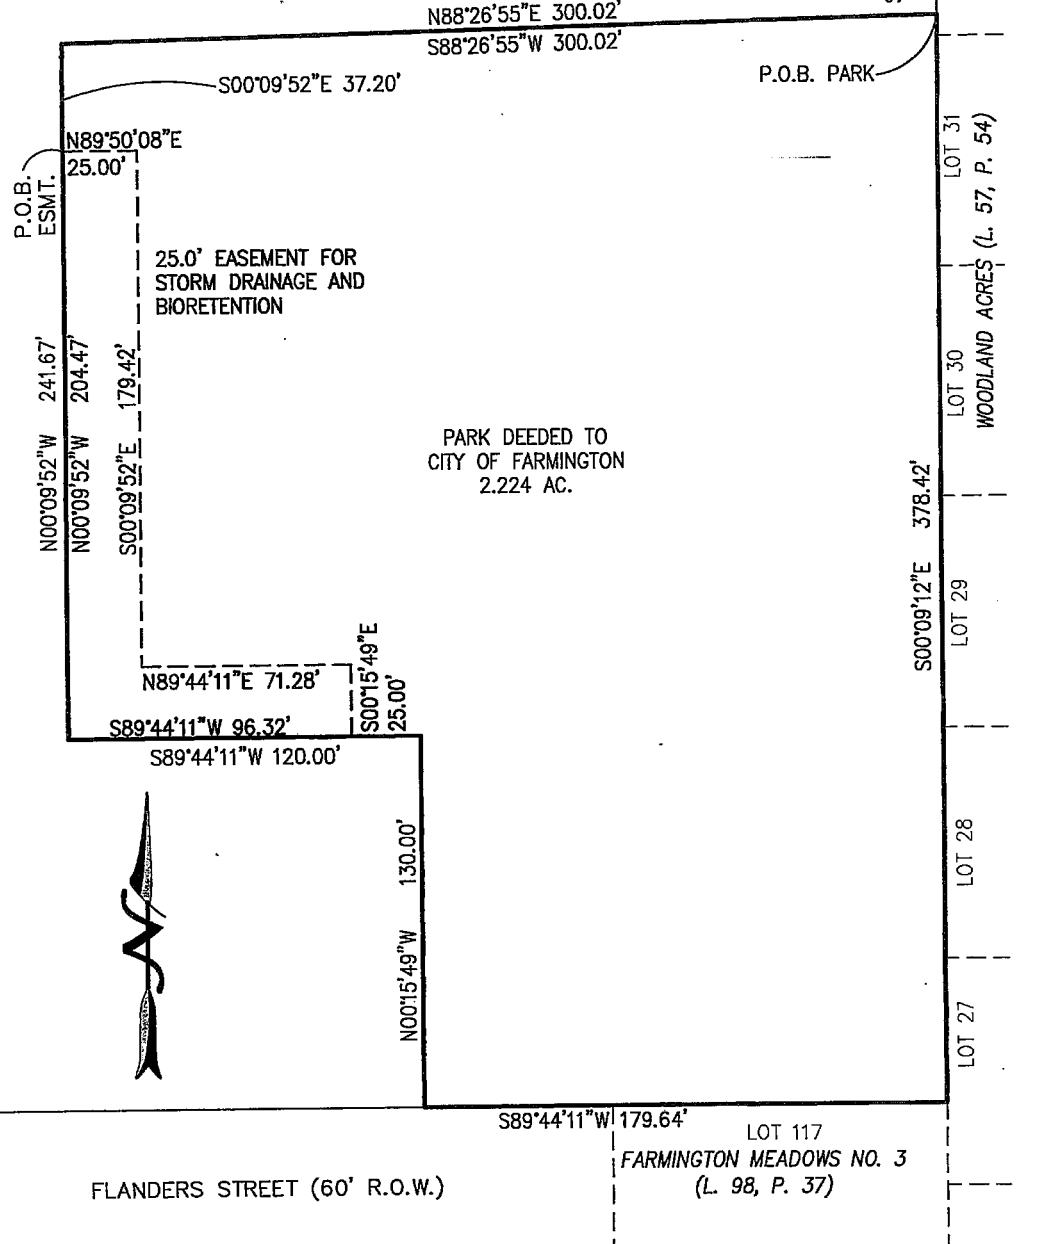 N88°26'55"E 300.02'
S88°26'55"W 300.02'
S00°09'52"E 37.20'
P.O.B. PARK
N89°50'08"E
25.00'
P.O.B.
ESMT.
25.0' EASEMENT FOR
STORM DRAINAGE AND
BIORETENTION
N00°09'52"W 241.67'
N00°09'52"W 204.47'
S00°09'52"E 179.42'
PARK DEEDED TO
CITY OF FARMINGTON
2.224 AC.
S00°09'12"E 378.42'
LOT 31
LOT 30
LOT 29
LOT 28
LOT 27
WOODLAND ACRES (L. 57, P. 54)
N89°44'11"E 71.28'
S00°15'49"E
25.00'
S89°44'11"W 96.32'
S89°44'11"W 120.00'
N00°15'49"W 130.00'
N
S89°44'11"W 179.64'
LOT 117
FARMINGTON MEADOWS NO. 3
(L. 98, P. 37)
FLANDERS STREET (60' R.O.W.)